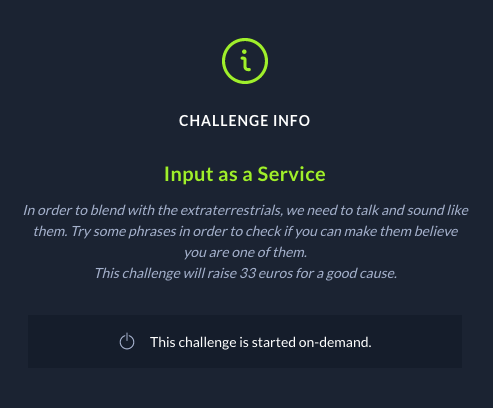 CHALLENGE INFO
Input as a Service
In order to blend with the extraterrestrials, we need to talk and sound like
them. Try some phrases in order to check if you can make them believe
you are one of them.
This challenge will raise 33 euros for a good cause.
This challenge is started on-demand.